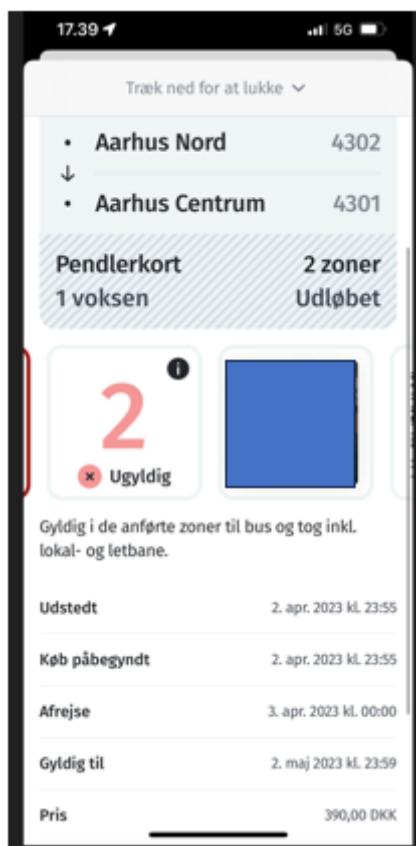 17.39 5G
Træk ned for at lukke
• Aarhus Nord 4302
• Aarhus Centrum 4301
Pendlerkort 2 zoner
1 voksen Udløbet
2
Ugyldig
Gyldig i de anførte zoner til bus og tog inkl.
lokal- og letbane.
Udstedt 2. apr. 2023 kl. 23:55
Køb påbegyndt 2. apr. 2023 kl. 23:55
Afrejse 3. apr. 2023 kl. 00:00
Gyldig til 2. maj 2023 kl. 23:59
Pris 390,00 DKK